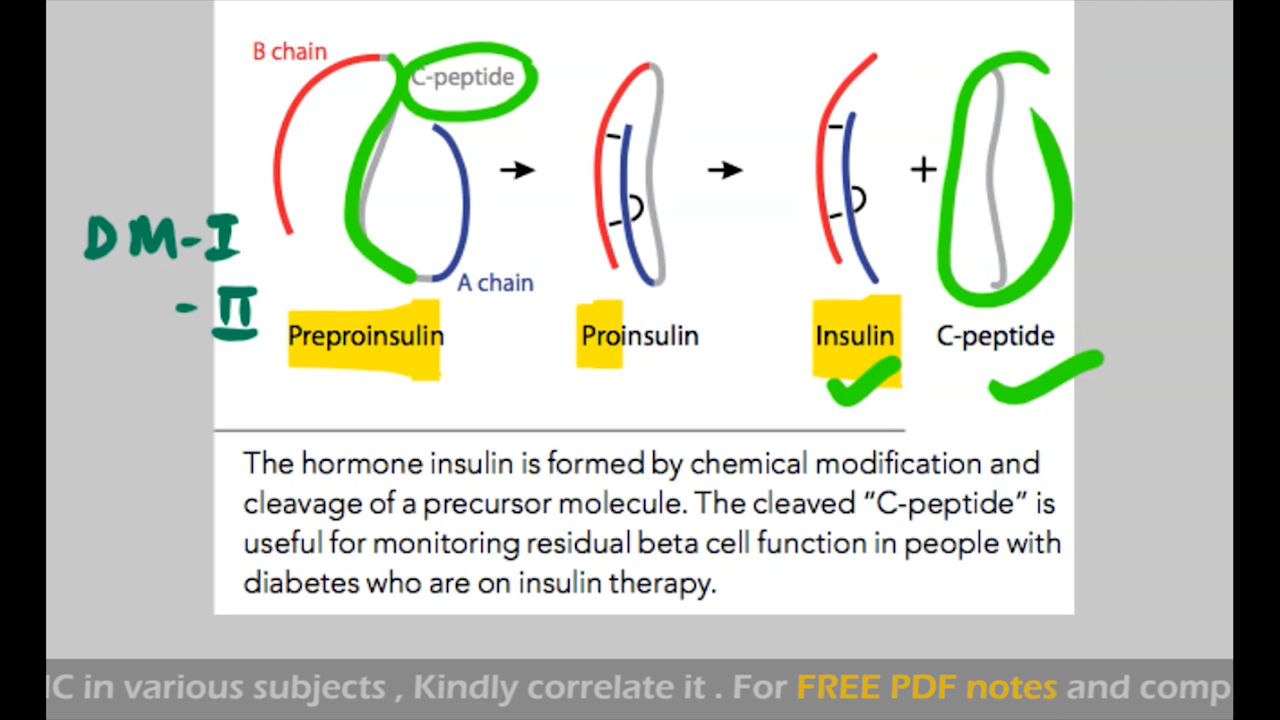 B chain
C-peptide
DM-I
- II
A chain
Preproinsulin
Proinsulin
Insulin
+
C-peptide
The hormone insulin is formed by chemical modification and
cleavage of a precursor molecule. The cleaved “C-peptide” is
useful for monitoring residual beta cell function in people with
diabetes who are on insulin therapy.
IC in various subjects , Kindly correlate it . For FREE PDF notes and comp